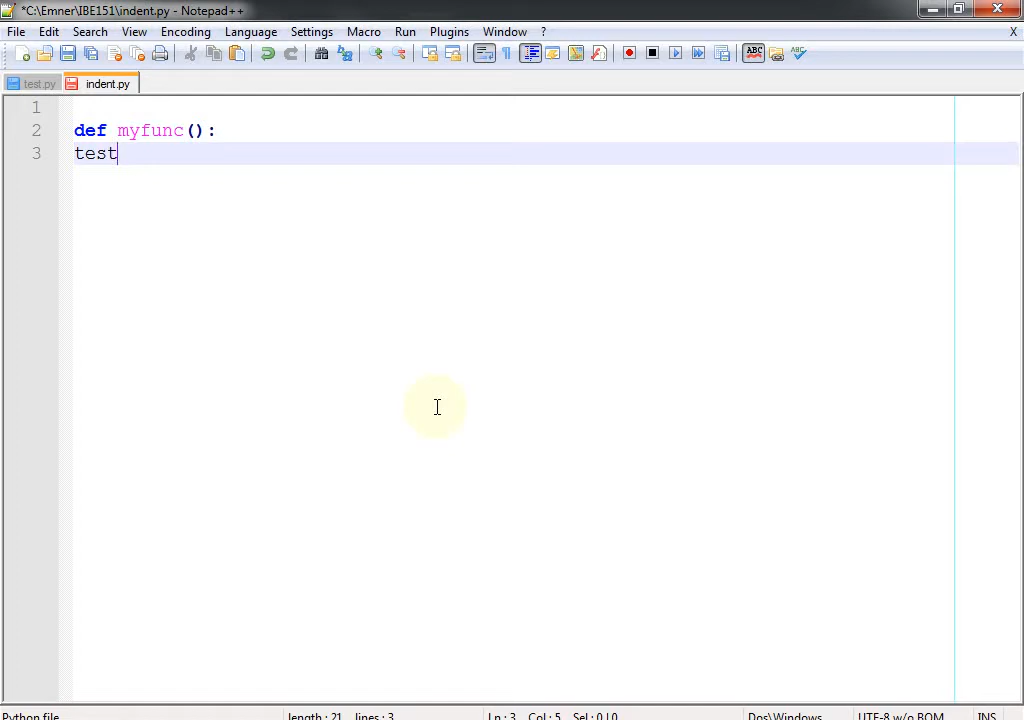 *C:\Emner\IBE151\indent.py - Notepad++
File Edit Search View Encoding Language Settings Macro Run Plugins Window ? X
ABC ABC
test.py indent.py
1
2 def myfunc():
3 test
Python file length : 21 lines : 3 Ln : 3 Col : 5 Sel : 0 | 0 Dos\Windows UTF-8 w/o BOM INS